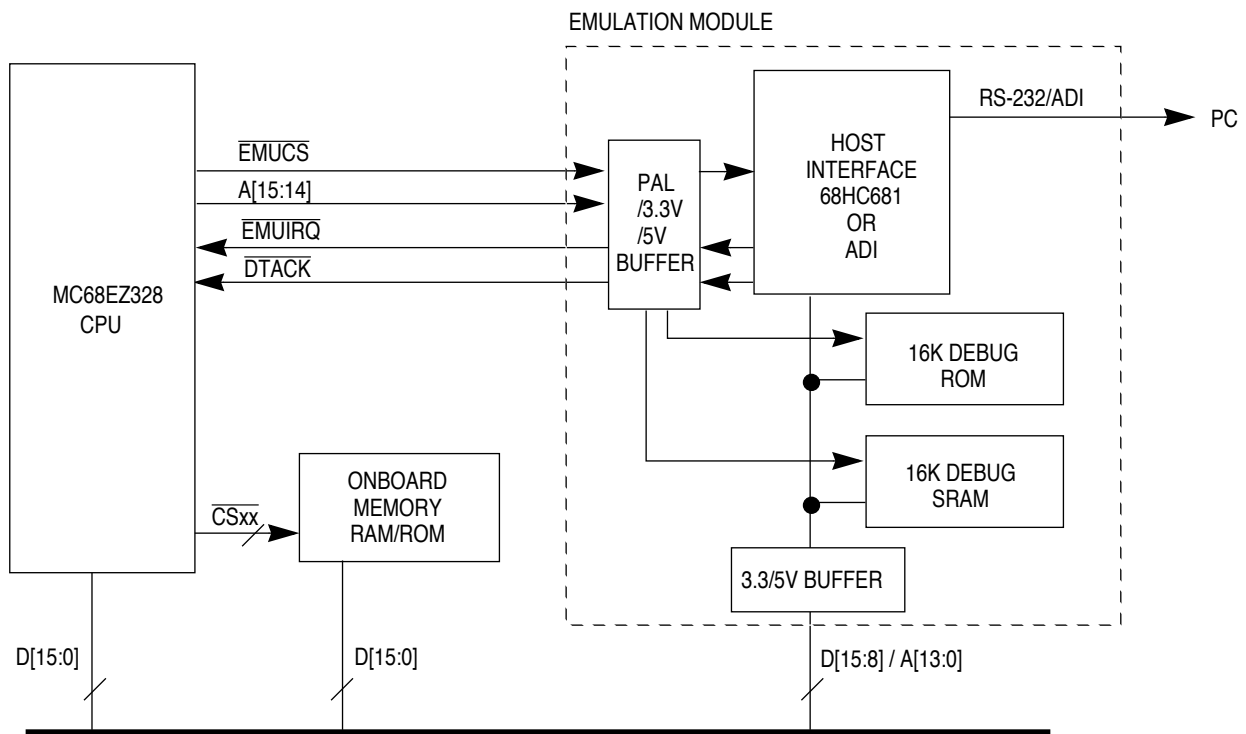 EMULATION MODULE
RS-232/ADI
PC
HOST
INTERFACE
68HC681
OR
ADI
EMUCS
A[15:14]
EMUIRQ
DTACK
PAL
/3.3V
/5V
BUFFER
MC68EZ328
CPU
16K DEBUG
ROM
16K DEBUG
SRAM
CSxx
ONBOARD
MEMORY
RAM/ROM
3.3/5V BUFFER
D[15:0]
D[15:0]
D[15:8] / A[13:0]